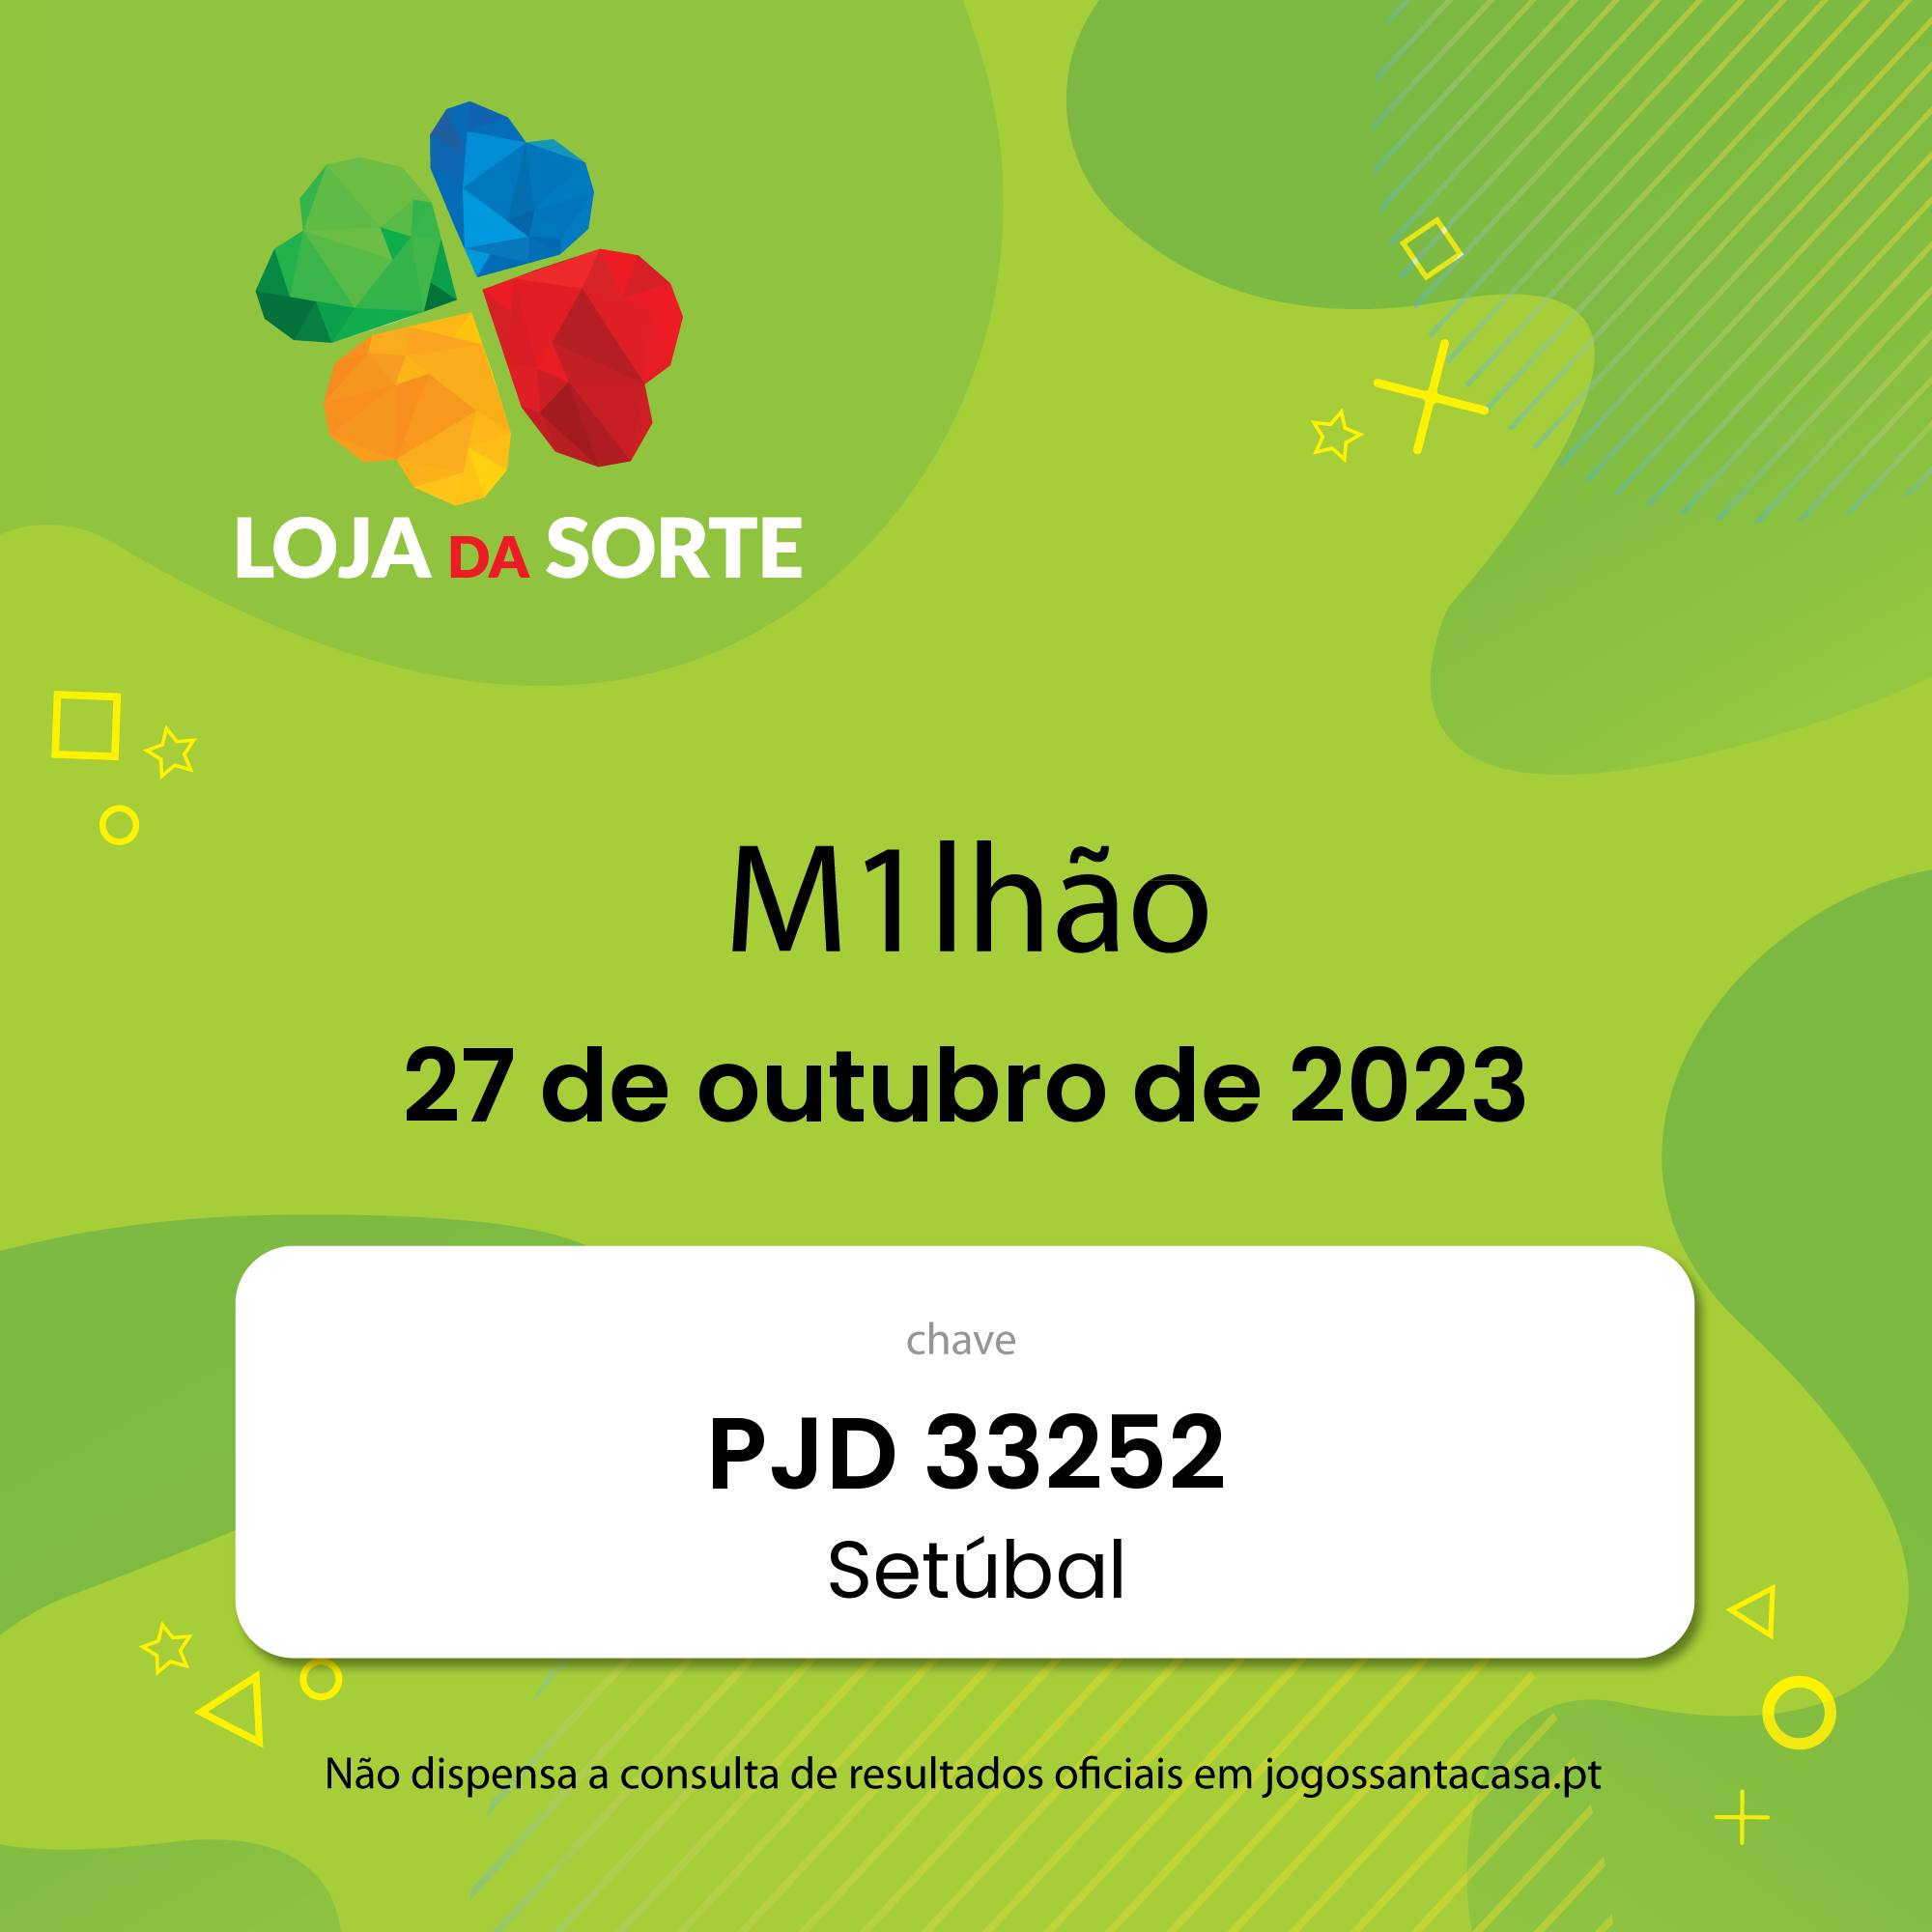 LOJA DA SORTE
M1lhão
27 de outubro de 2023
chave
PJD 33252
Setúbal
Não dispensa a consulta de resultados oficiais em jogossantacasa.pt